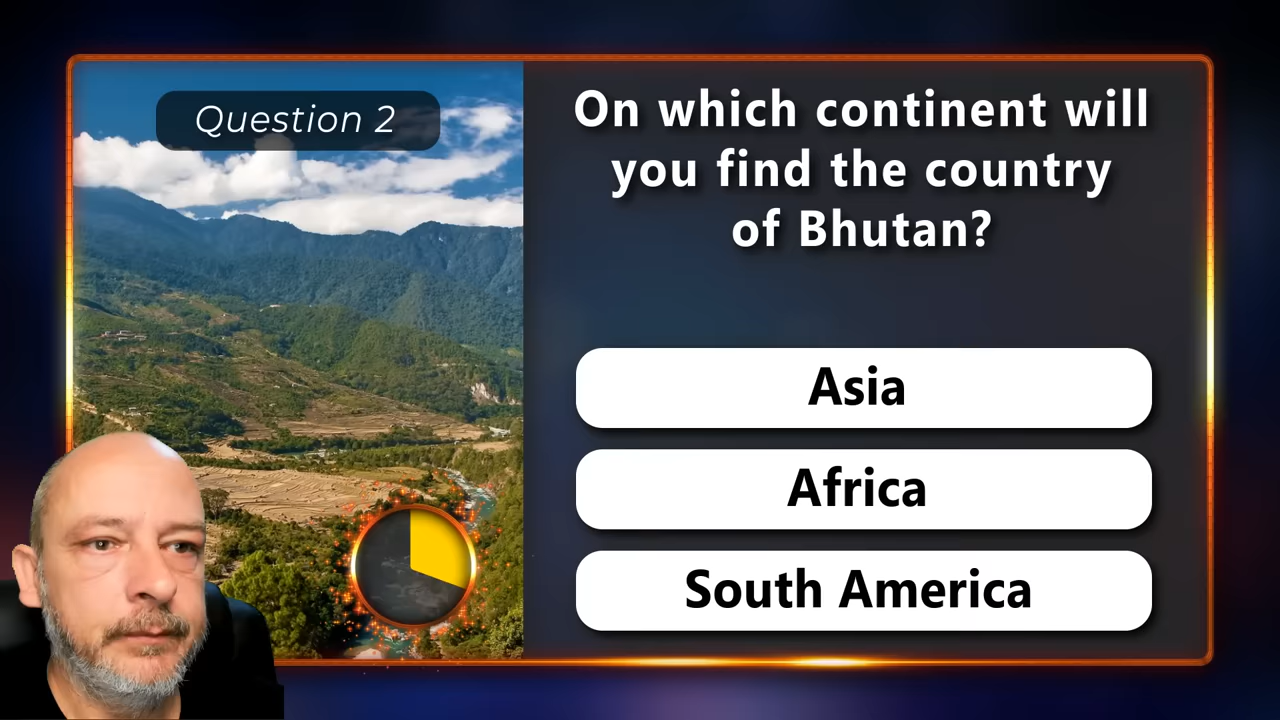 Question 2
On which continent will
you find the country
of Bhutan?
Asia
Africa
South America